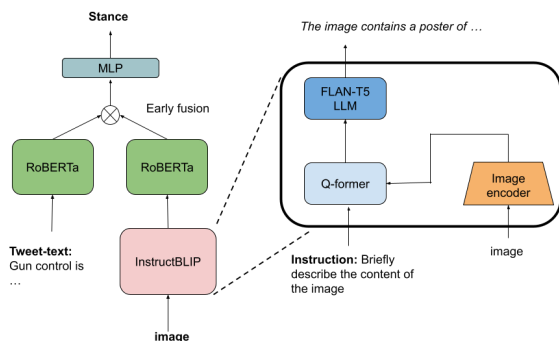 Stance
MLP
Early fusion
RoBERTa
RoBERTa
Tweet-text:
Gun control is
…
InstructBLIP
image
The image contains a poster of …
FLAN-T5
LLM
Q-former
Image
encoder
Instruction: Briefly
describe the content of
the image
image